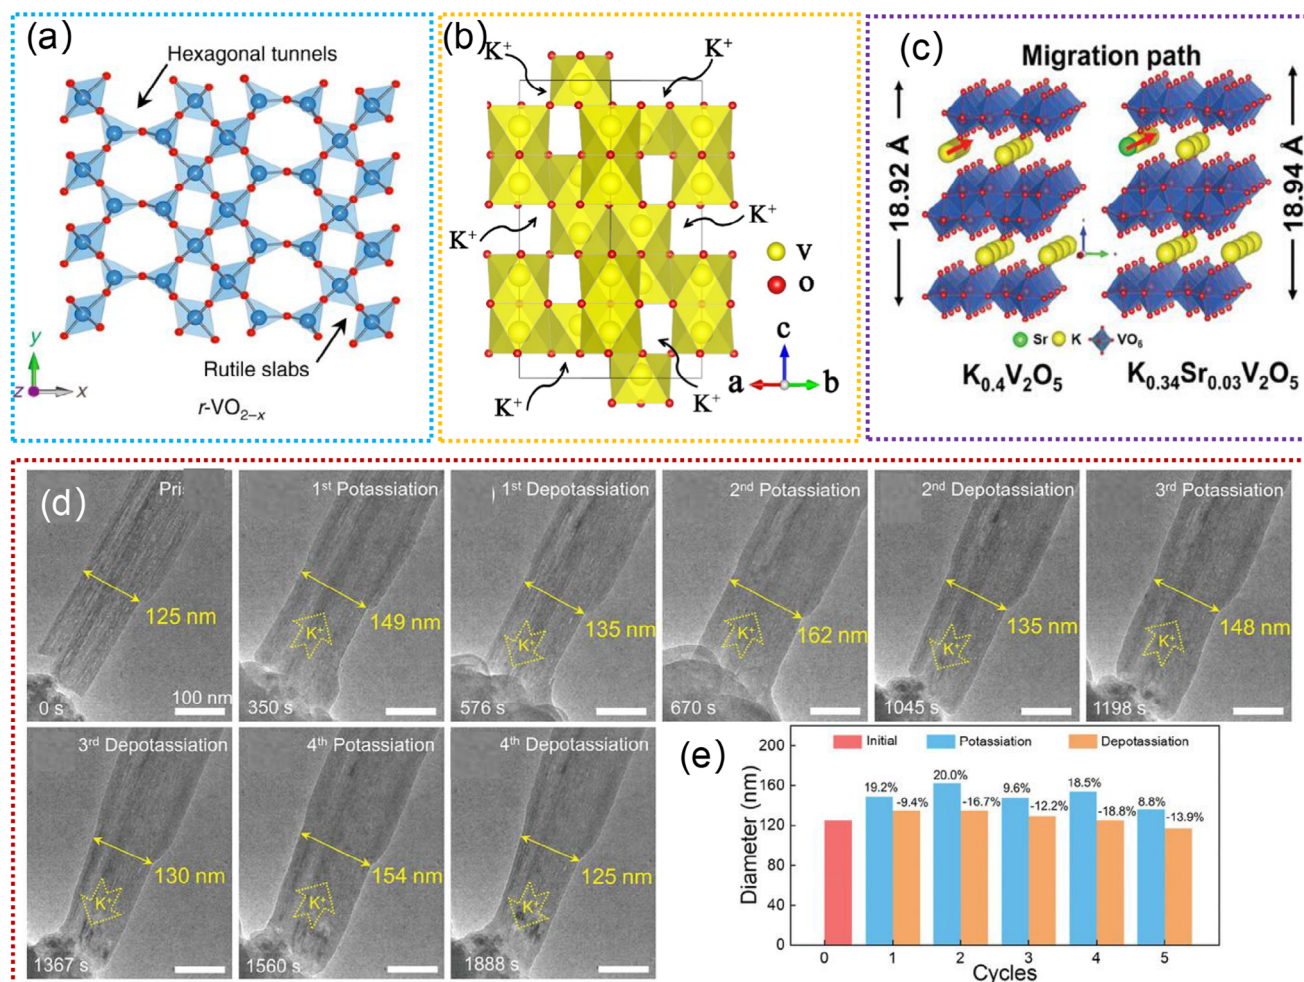 (a)
Hexagonal tunnels
Rutile slabs
y
z
x
r-VO2−x
(b)
K+
K+
K+
K+
K+
K+
V
O
c
a
b
(c)
Migration path
18.92 Å
18.94 Å
Sr K VO6
K0.4V2O5
K0.34Sr0.03V2O5
(d)
Pris
125 nm
0 s
100 nm
1st Potassiation
149 nm
K+
350 s
1st Depotassiation
135 nm
K+
576 s
2nd Potassiation
162 nm
K+
670 s
2nd Depotassiation
135 nm
K+
1045 s
3rd Potassiation
148 nm
K+
1198 s
3rd Depotassiation
130 nm
K+
1367 s
4th Potassiation
154 nm
K+
1560 s
4th Depotassiation
125 nm
K+
1888 s
(e)
Initial Potassiation Depotassiation
Diameter (nm)
200
160
120
80
40
0
19.2%
-9.4%
20.0%
-16.7%
9.6%
-12.2%
18.5%
-18.8%
8.8%
-13.9%
0 1 2 3 4 5
Cycles